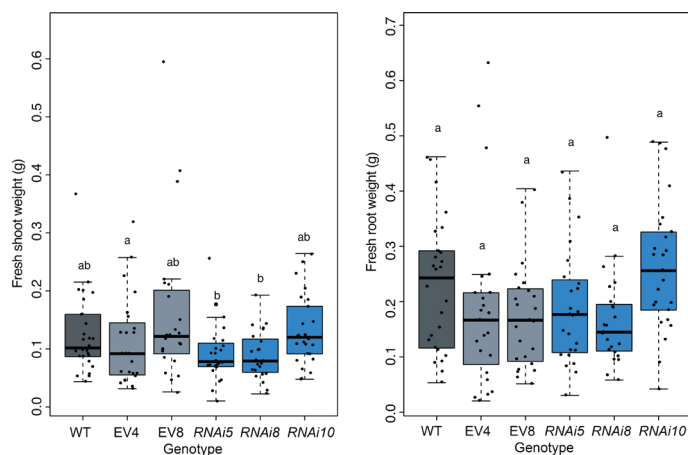 Fresh shoot weight (g)
0.6
0.5
0.4
0.3
0.2
0.1
0.0
ab
a
ab
b
b
ab
WT
EV4
EV8
RNAi5
RNAi8
RNAi10
Genotype
Fresh root weight (g)
0.7
0.6
0.5
0.4
0.3
0.2
0.1
0.0
a
a
a
a
a
a
WT
EV4
EV8
RNAi5
RNAi8
RNAi10
Genotype